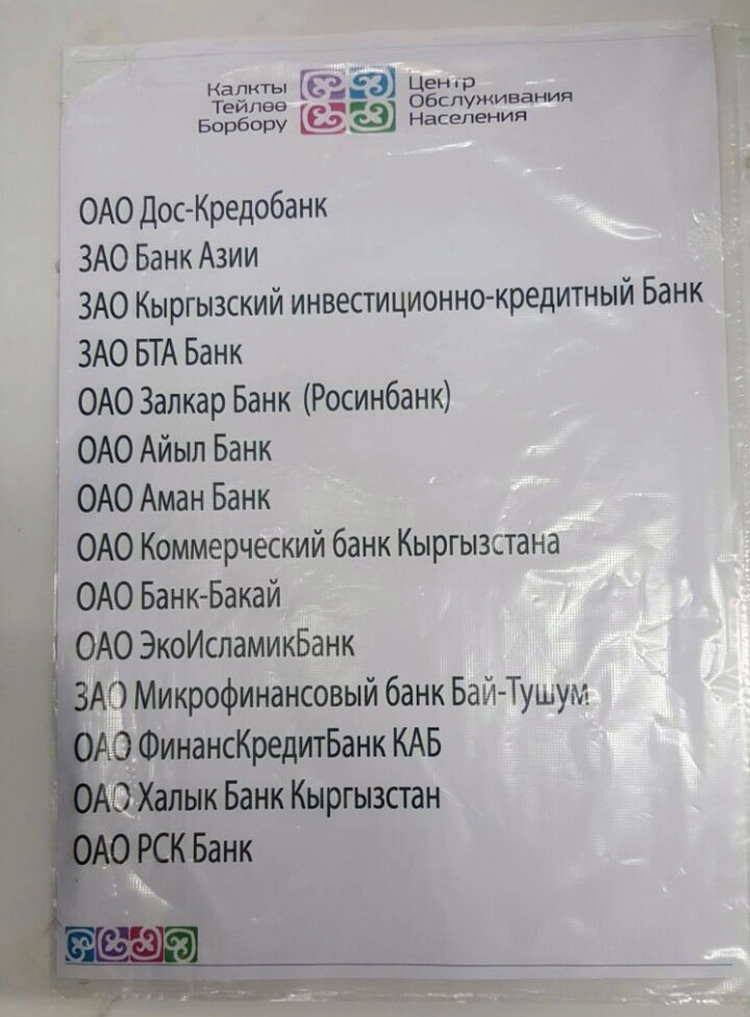 Калкты
Тейлөө
Борбору
Центр
Обслуживания
Населения
ОАО Дос-Кредобанк
ЗАО Банк Азии
ЗАО Кыргызский инвестиционно-кредитный Банк
ЗАО БТА Банк
ОАО Залкар Банк (Росинбанк)
ОАО Айыл Банк
ОАО Аман Банк
ОАО Коммерческий банк Кыргызстана
ОАО Банк-Бакай
ОАО ЭкоИсламикБанк
ЗАО Микрофинансовый банк Бай-Тушум
ОАО ФинансКредитБанк КАБ
ОАО Халык Банк Кыргызстан
ОАО РСК Банк